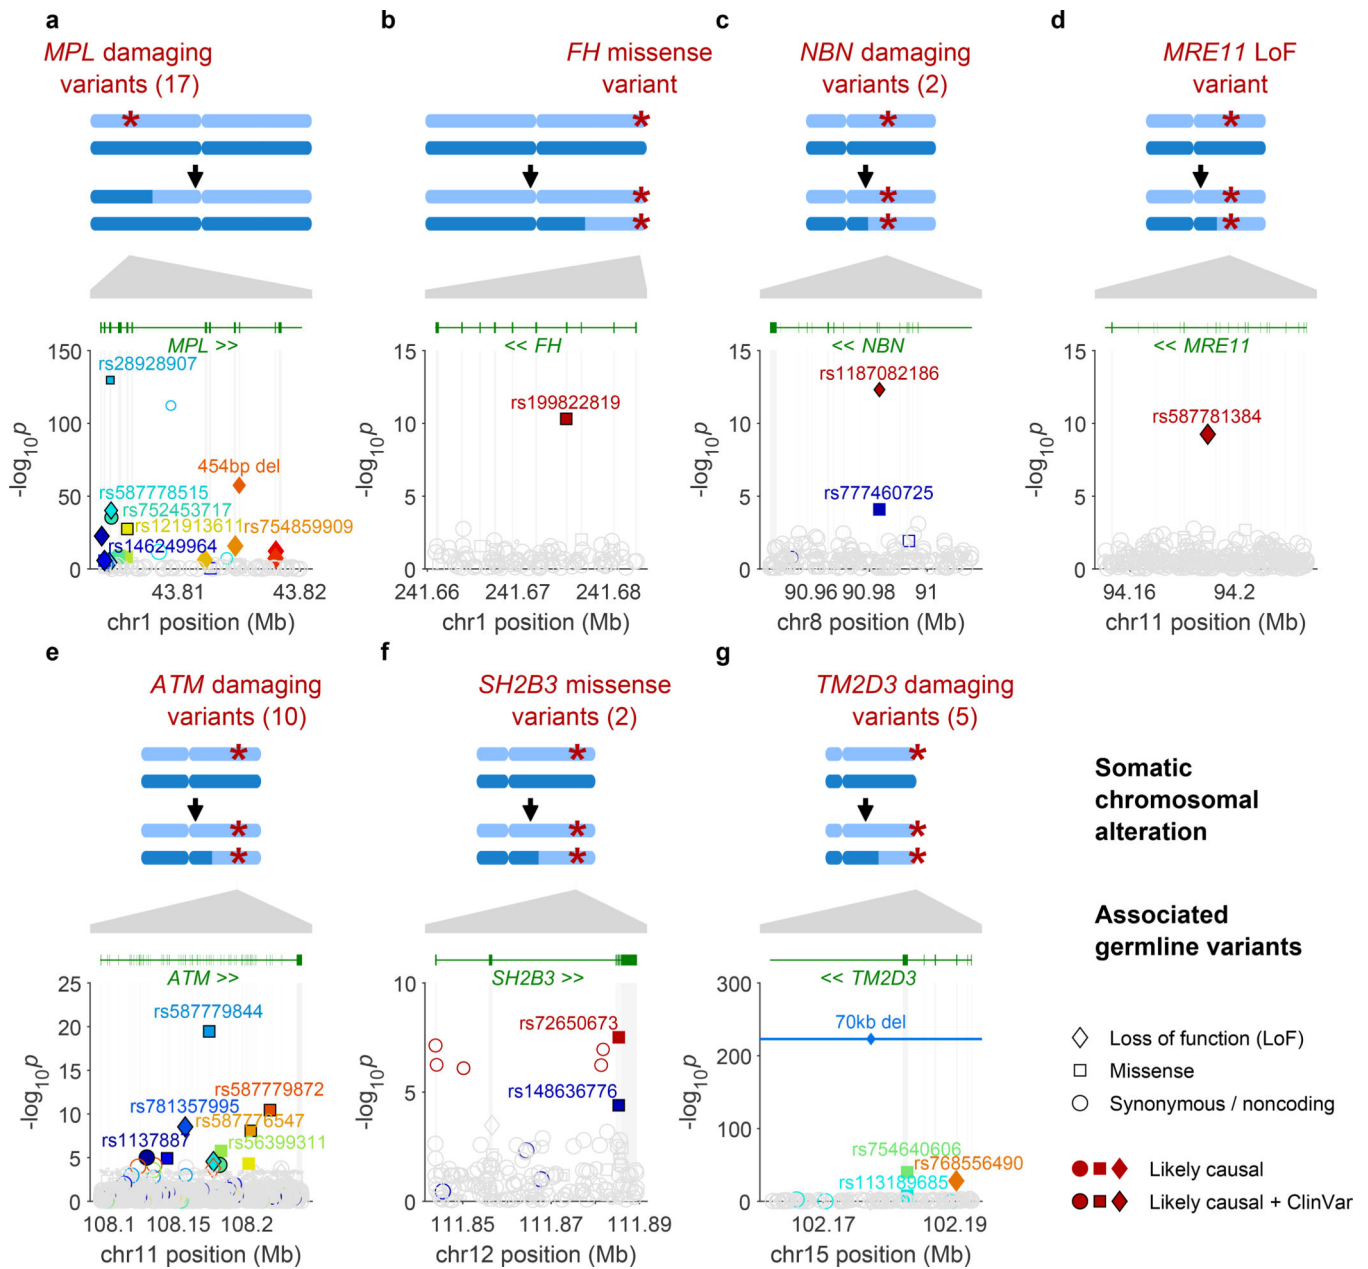 a
MPL damaging
variants (17)
MPL >>
150
100
50
0
-log10p
rs28928907
454bp del
rs587778515
rs752453717
rs121913611
rs754859909
rs146249964
43.81
43.82
chr1 position (Mb)
b
FH missense
variant
<< FH
15
10
5
0
-log10p
rs199822819
241.66
241.67
241.68
chr1 position (Mb)
c
NBN damaging
variants (2)
<< NBN
15
10
5
0
-log10p
rs1187082186
rs777460725
90.96
90.98
91
chr8 position (Mb)
d
MRE11 LoF
variant
<< MRE11
15
10
5
0
-log10p
rs587781384
94.16
94.2
chr11 position (Mb)
e
ATM damaging
variants (10)
ATM >>
25
20
15
10
5
0
-log10p
rs587779844
rs587779872
rs781357995
rs587776547
rs1137887
rs56399311
108.1
108.15
108.2
chr11 position (Mb)
f
SH2B3 missense
variants (2)
SH2B3 >>
10
5
0
-log10p
rs72650673
rs148636776
111.85
111.87
111.89
chr12 position (Mb)
g
TM2D3 damaging
variants (5)
<< TM2D3
300
200
100
0
-log10p
70kb del
rs754640606
rs768556490
rs113189685
102.17
102.19
chr15 position (Mb)
Somatic
chromosomal
alteration
Associated
germline variants
Loss of function (LoF)
Missense
Synonymous / noncoding
Likely causal
Likely causal + ClinVar